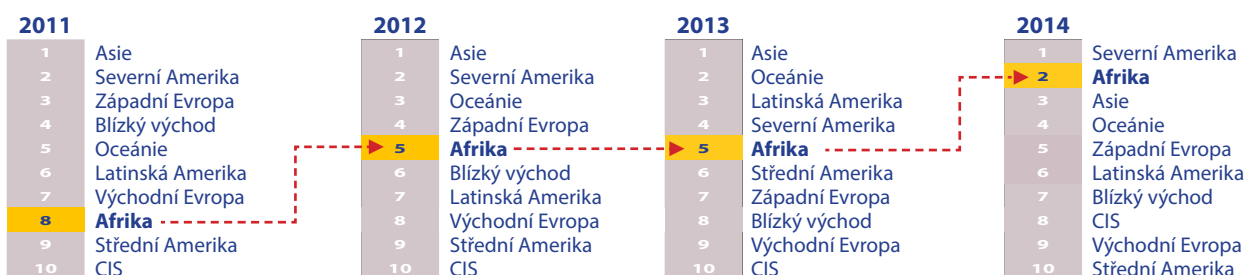 2011
1 Asie
2 Severní Amerika
3 Západní Evropa
4 Blízký východ
5 Oceánie
6 Latinská Amerika
7 Východní Evropa
8 Afrika
9 Střední Amerika
10 CIS
2012
1 Asie
2 Severní Amerika
3 Oceánie
4 Západní Evropa
5 Afrika
6 Blízký východ
7 Latinská Amerika
8 Východní Evropa
9 Střední Amerika
10 CIS
2013
1 Asie
2 Oceánie
3 Latinská Amerika
4 Severní Amerika
5 Afrika
6 Střední Amerika
7 Západní Evropa
8 Blízký východ
9 Východní Evropa
10 CIS
2014
1 Severní Amerika
2 Afrika
3 Asie
4 Oceánie
5 Západní Evropa
6 Latinská Amerika
7 Blízký východ
8 CIS
9 Východní Evropa
10 Střední Amerika